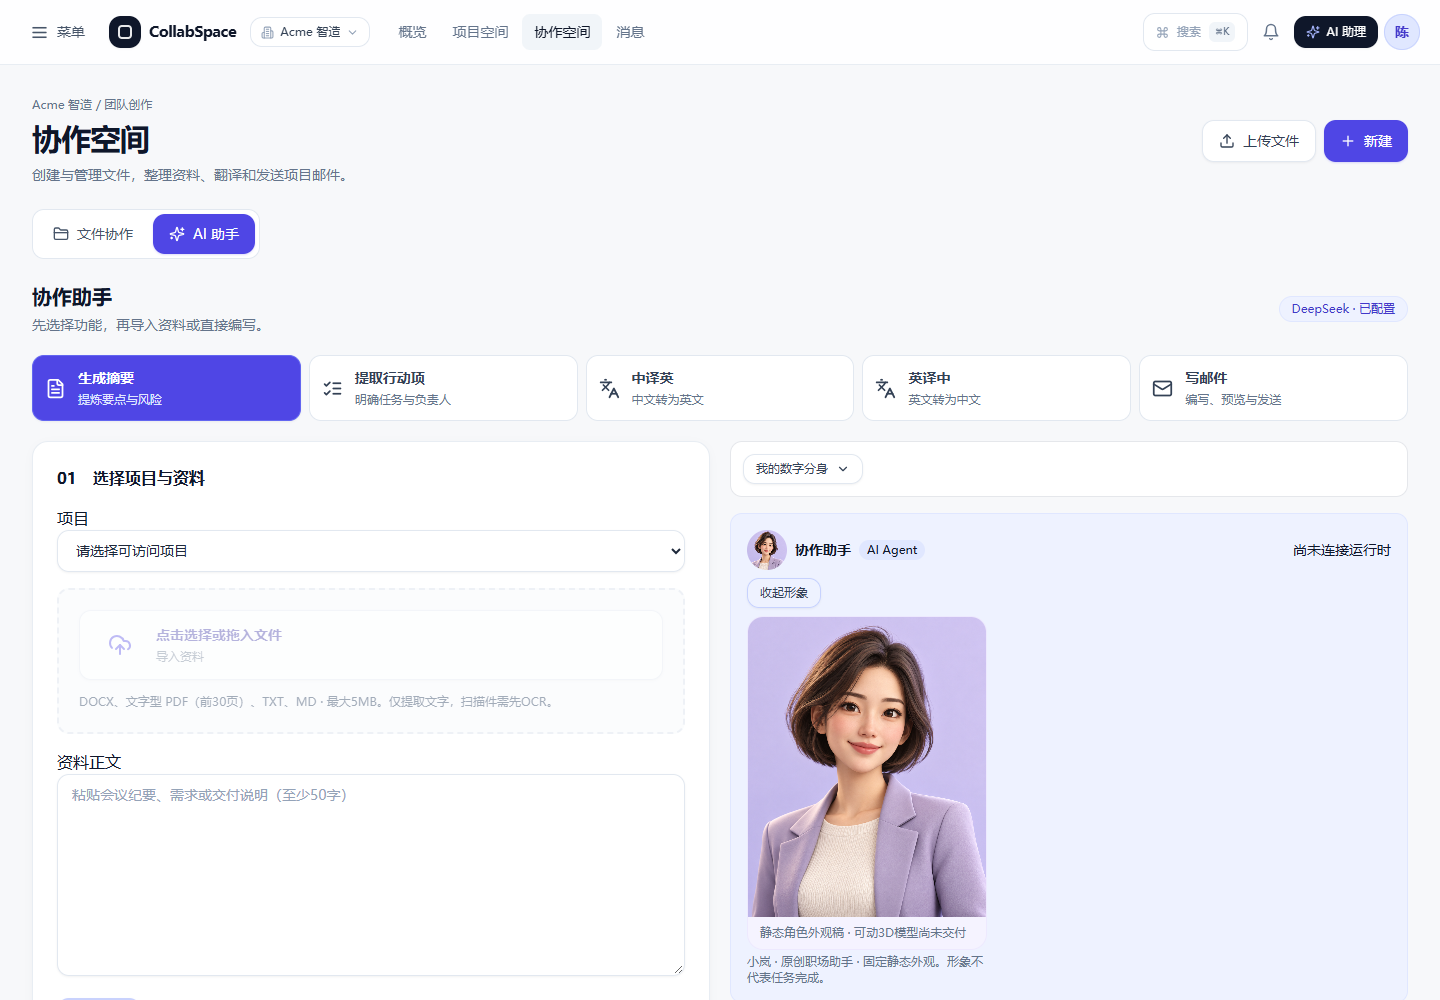 菜单
CollabSpace
Acme 智造
概览
项目空间
协作空间
消息
⌘ 搜索 ⌘K
AI 助理
陈
Acme 智造 / 团队创作
协作空间
创建与管理文件，整理资料、翻译和发送项目邮件。
上传文件
新建
文件协作
AI 助手
协作助手
先选择功能，再导入资料或直接编写。
DeepSeek · 已配置
生成摘要
提炼要点与风险
提取行动项
明确任务与负责人
中译英
中文转为英文
英译中
英文转为中文
写邮件
编写、预览与发送
01 选择项目与资料
项目
请选择可访问项目
点击选择或拖入文件
导入资料
DOCX、文字型 PDF（前30页）、TXT、MD · 最大5MB。仅提取文字，扫描件需先OCR。
资料正文
粘贴会议纪要、需求或交付说明（至少50字）
我的数字分身
协作助手
AI Agent
尚未连接运行时
收起形象
静态角色外观稿 · 可动3D模型尚未交付
小岚 · 原创职场助手 · 固定静态外观。形象不
代表任务完成。